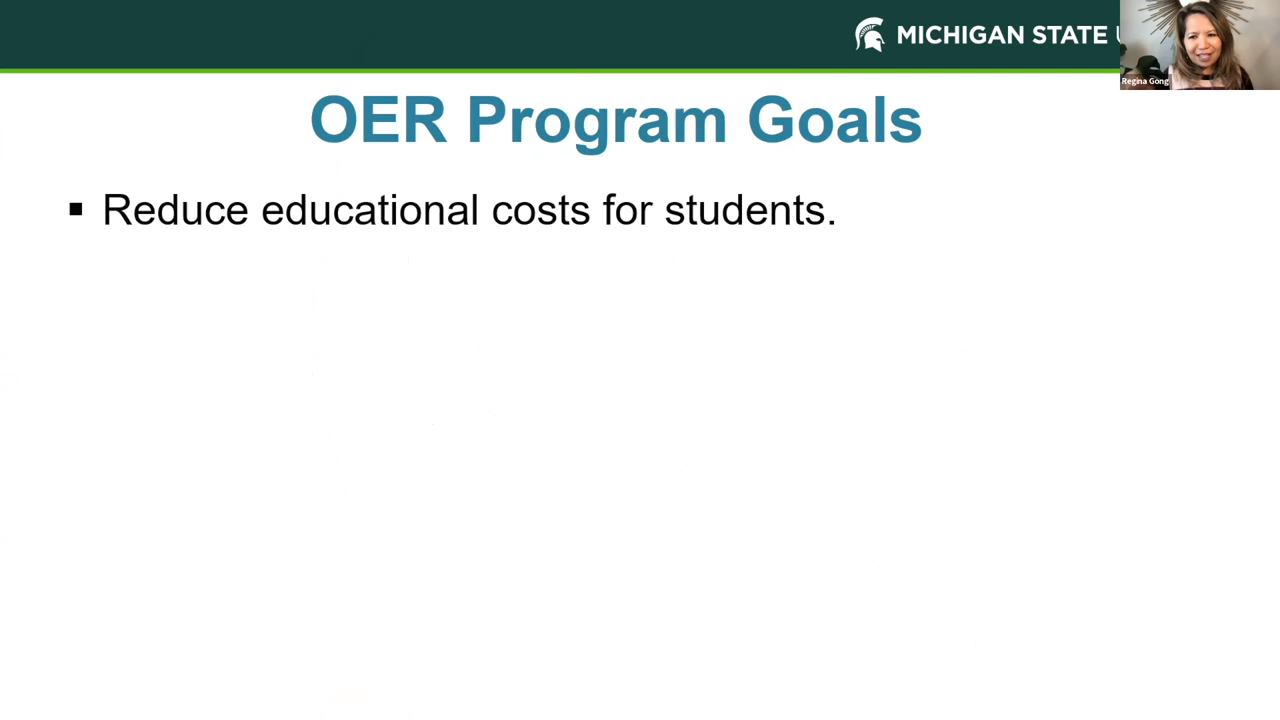 MICHIGAN STATE U
Regina Gong
OER Program Goals
▪ Reduce educational costs for students.